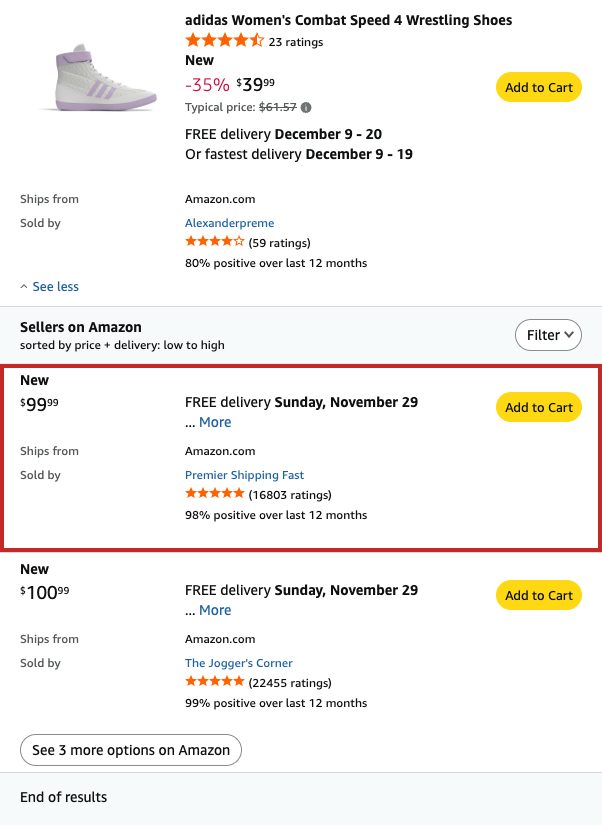 adidas Women's Combat Speed 4 Wrestling Shoes
23 ratings
New
-35% $39.99
Typical price: $61.57
Add to Cart
FREE delivery December 9 - 20
Or fastest delivery December 9 - 19
Ships from Amazon.com
Sold by Alexanderpreme
(59 ratings)
80% positive over last 12 months
See less
Sellers on Amazon
sorted by price + delivery: low to high
Filter
New
$99.99 FREE delivery Sunday, November 29 Add to Cart
... More
Ships from Amazon.com
Sold by Premier Shipping Fast
(16803 ratings)
98% positive over last 12 months
New
$100.99 FREE delivery Sunday, November 29 Add to Cart
... More
Ships from Amazon.com
Sold by The Jogger's Corner
(22455 ratings)
99% positive over last 12 months
See 3 more options on Amazon
End of results